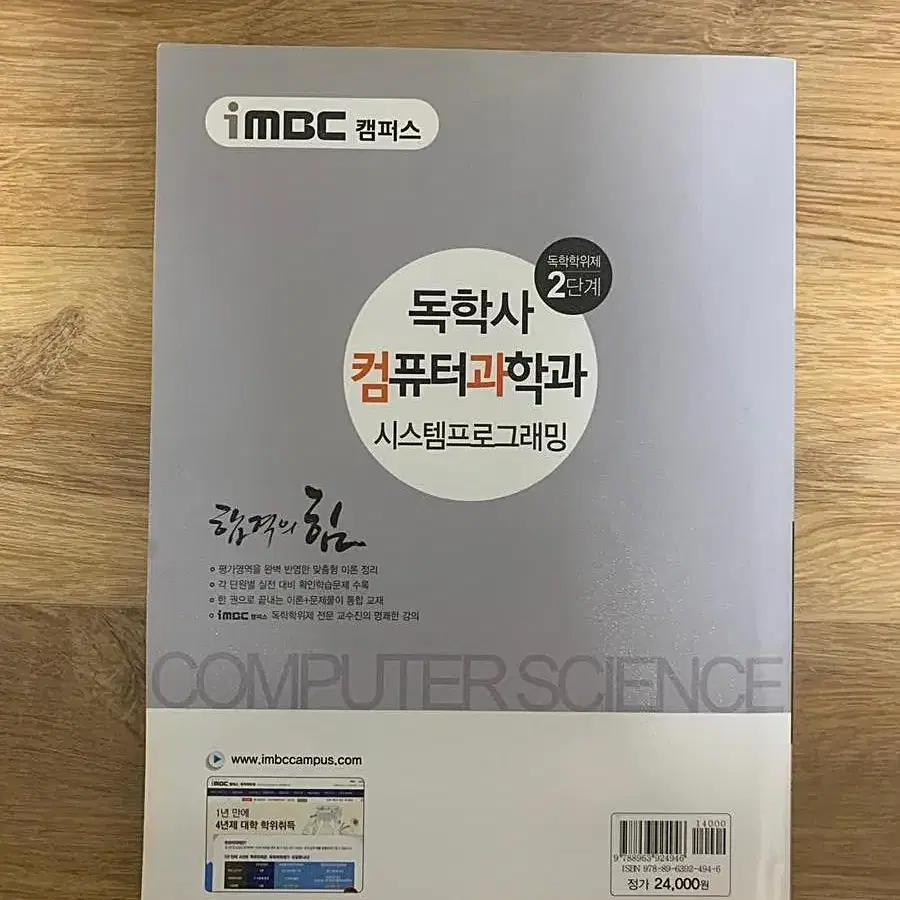 iMBC 캠퍼스
독학학위제
2단계
독학사
컴퓨터과학과
시스템프로그래밍
합격의 힘
평가영역을 완벽 반영한 맞춤형 이론 정리
각 단원별 실전 대비 확인학습문제 수록
한 권으로 끝내는 이론+문제풀이 통합 교재
iMBC 캠퍼스 독학학위제 전문 교수진의 명쾌한 강의
COMPUTER SCIENCE
www.imbccampus.com
1년 만에
4년제 대학 학위취득
14000
9 788963 924946
ISBN 978-89-6392-494-6
정가 24,000원